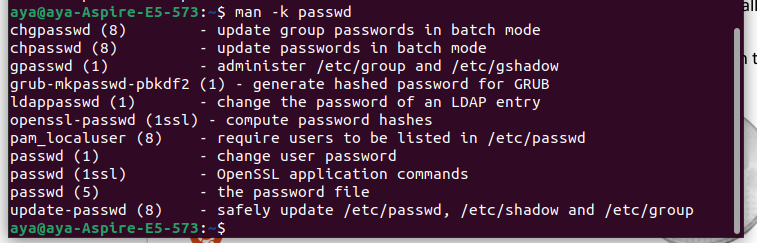 aya@aya-Aspire-E5-573:~$ man -k passwd
chgpasswd (8)        - update group passwords in batch mode
chpasswd (8)         - update passwords in batch mode
gpasswd (1)          - administer /etc/group and /etc/gshadow
grub-mkpasswd-pbkdf2 (1) - generate hashed password for GRUB
ldappasswd (1)       - change the password of an LDAP entry
openssl-passwd (1ssl) - compute password hashes
pam_localuser (8)    - require users to be listed in /etc/passwd
passwd (1)           - change user password
passwd (1ssl)        - OpenSSL application commands
passwd (5)           - the password file
update-passwd (8)    - safely update /etc/passwd, /etc/shadow and /etc/group
aya@aya-Aspire-E5-573:~$